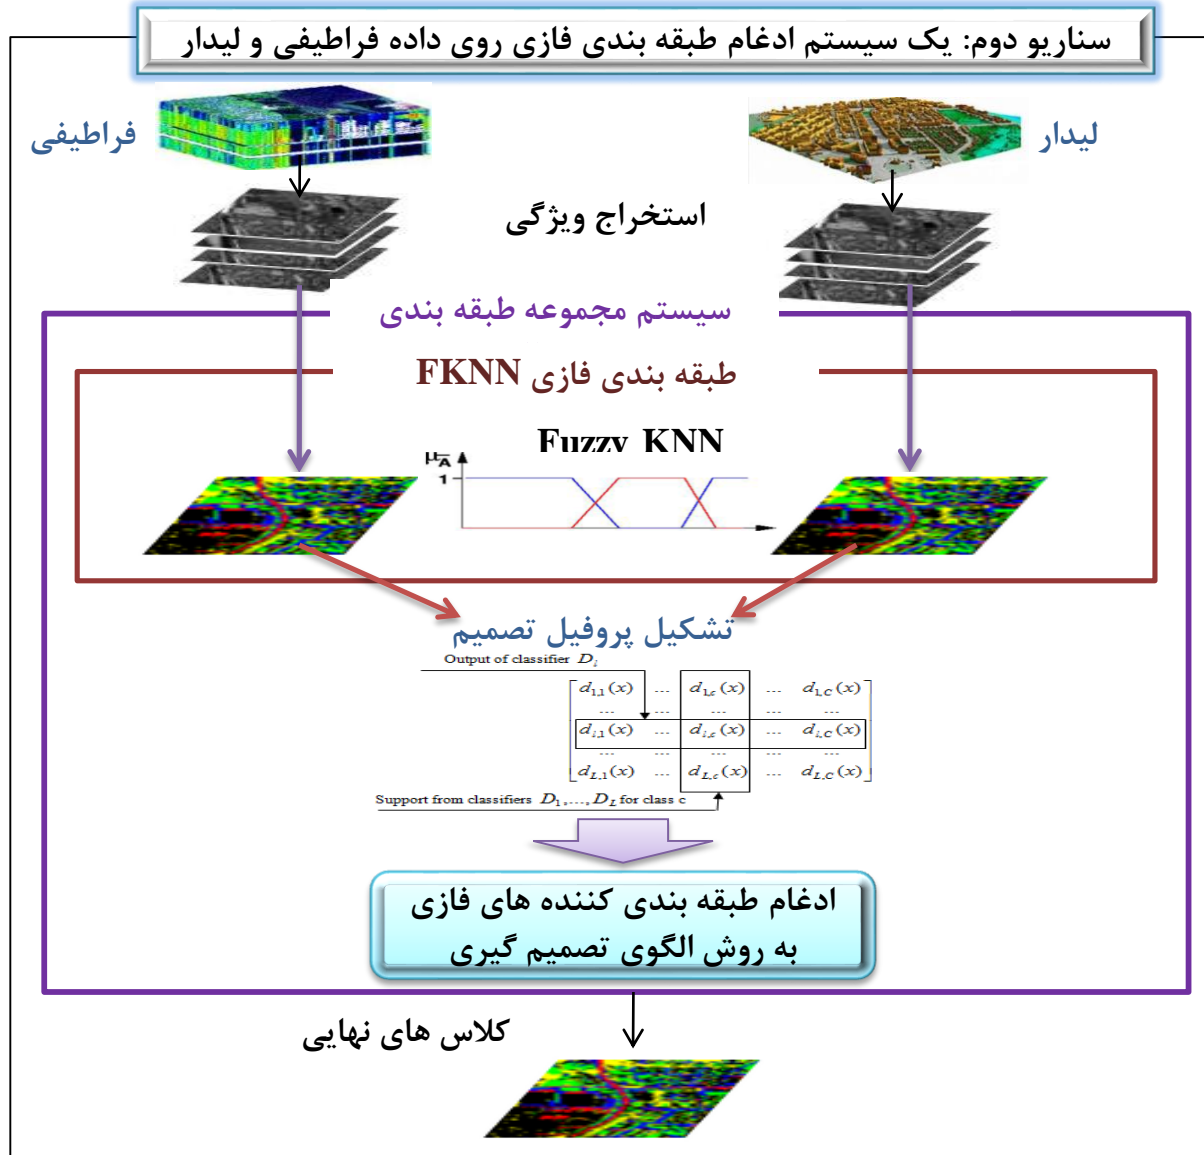 سناریو دوم: یک سیستم ادغام طبقه بندی فازی روی داده فراطیفی و لیدار
فراطیفی
لیدار
استخراج ویژگی
سیستم مجموعه طبقه بندی
طبقه بندی فازی FKNN
Fuzzy KNN
μA
1
تشکیل پروفیل تصمیم
Output of classifier Di
d1,1(x) ... d1,c(x) ... d1,C(x)
... ... ... ... ...
di,1(x) ... di,c(x) ... di,C(x)
... ... ... ... ...
dL,1(x) ... dL,c(x) ... dL,C(x)
Support from classifiers D1,...,DL for class c
ادغام طبقه بندی کننده های فازی
به روش الگوی تصمیم گیری
کلاس های نهایی